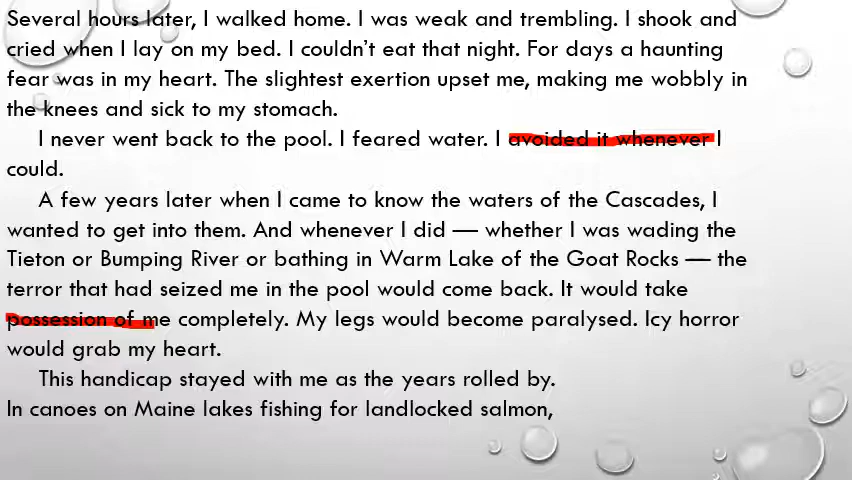 Several hours later, I walked home. I was weak and trembling. I shook and
cried when I lay on my bed. I couldn't eat that night. For days a haunting
fear was in my heart. The slightest exertion upset me, making me wobbly in
the knees and sick to my stomach.
I never went back to the pool. I feared water. I avoided it whenever I
could.
A few years later when I came to know the waters of the Cascades, I
wanted to get into them. And whenever I did — whether I was wading the
Tieton or Bumping River or bathing in Warm Lake of the Goat Rocks — the
terror that had seized me in the pool would come back. It would take
possession of me completely. My legs would become paralysed. Icy horror
would grab my heart.
This handicap stayed with me as the years rolled by.
In canoes on Maine lakes fishing for landlocked salmon,